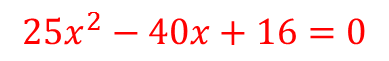 25x² − 40x + 16 = 0